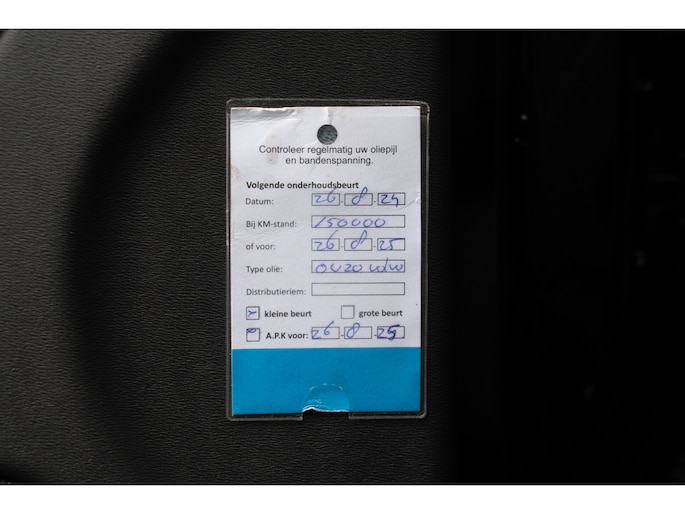 Controleer regelmatig uw oliepijl
en bandenspanning.
Volgende onderhoudsbeurt
Datum: 26-8-24
Bij KM-stand: 150000
of voor: 26-8-25
Type olie: 0W20
Distributieriem:
kleine beurt grote beurt
A.P.K voor: 26-8-25